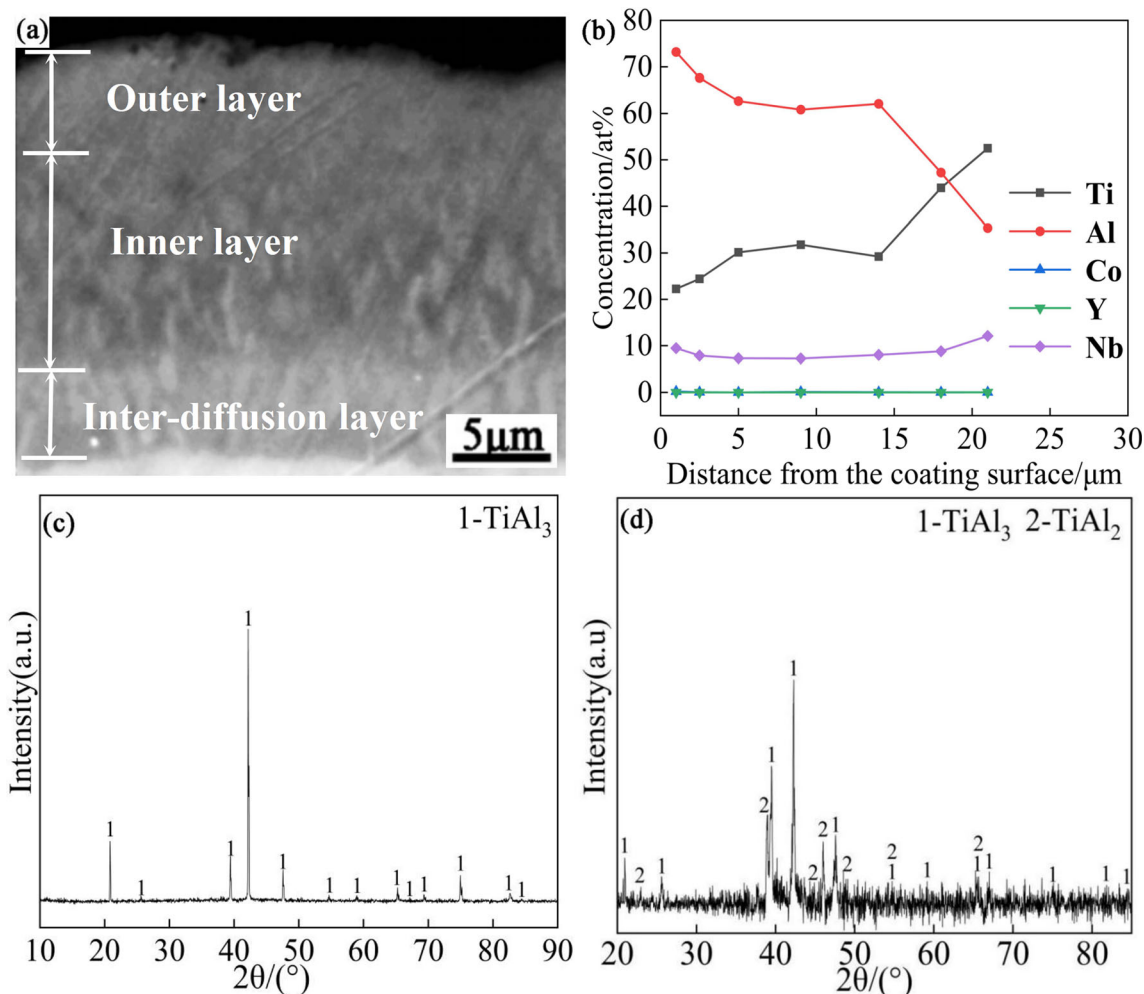 (a)
Outer layer
Inner layer
Inter-diffusion layer
5μm
(b)
80
70
60
50
40
30
20
10
0
Concentration/at%
Ti
Al
Co
Y
Nb
0 5 10 15 20 25 30
Distance from the coating surface/μm
(c)
1-TiAl₃
1
1
1
1
1
1
1
1
1
1
1
1
1
Intensity(a.u.)
10 20 30 40 50 60 70 80 90
2θ/(°)
(d)
1-TiAl₃ 2-TiAl₂
1
2
1
2
1
1
2
2
1
2
2
1
1
2
1
1
1
1
1
Intensity(a.u)
20 30 40 50 60 70 80
2θ/(°)